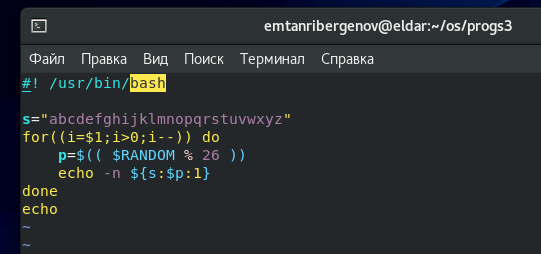 emtanribergenov@eldar:~/os/progs3
Файл Правка Вид Поиск Терминал Справка
#! /usr/bin/bash
s="abcdefghijklmnopqrstuvwxyz"
for((i=$1;i>0;i--)) do
    p=$(( $RANDOM % 26 ))
    echo -n ${s:$p:1}
done
echo
~
~